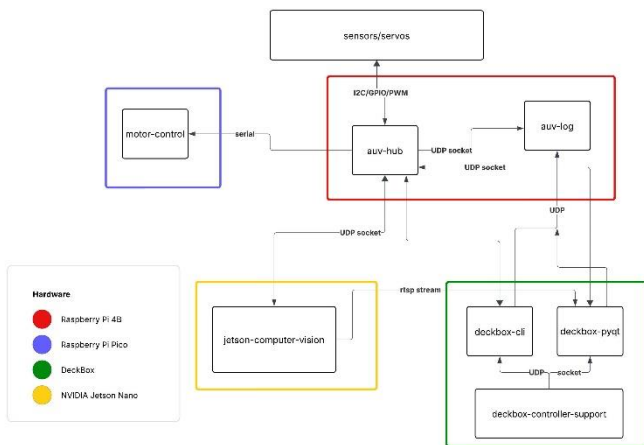 sensors/servos
I2C/GPIO/PWM
motor-control
serial
auv-hub
UDP socket
auv-log
UDP socket
UDP socket
UDP
rtsp stream
jetson-computer-vision
deckbox-cli
deckbox-pyqt
UDP
socket
deckbox-controller-support
Hardware
Raspberry Pi 4B
Raspberry Pi Pico
DeckBox
NVIDIA Jetson Nano